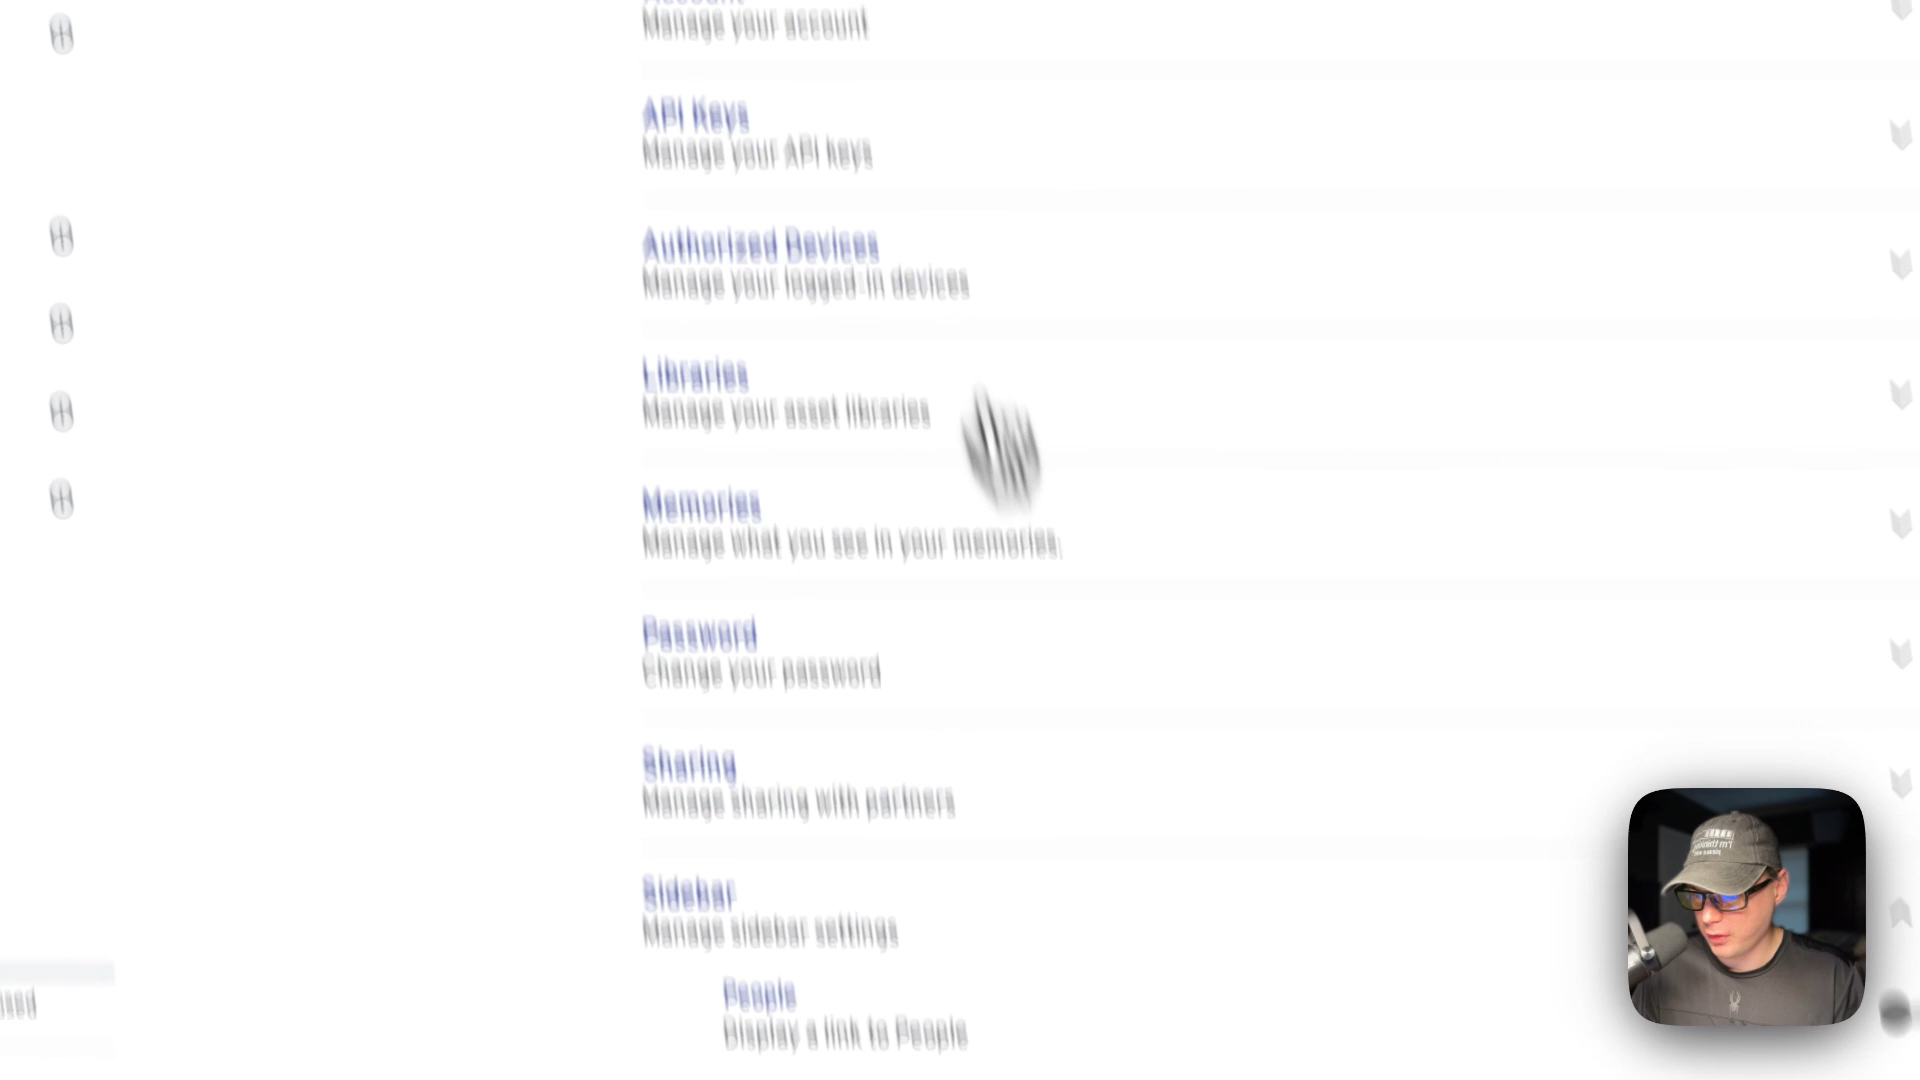 Account
Manage your account
API Keys
Manage your API keys
Authorized Devices
Manage your logged-in devices
Libraries
Manage your asset libraries
Memories
Manage what you see in your memories.
Password
Change your password
Sharing
Manage sharing with partners
Sidebar
Manage sidebar settings
People
Display a link to People